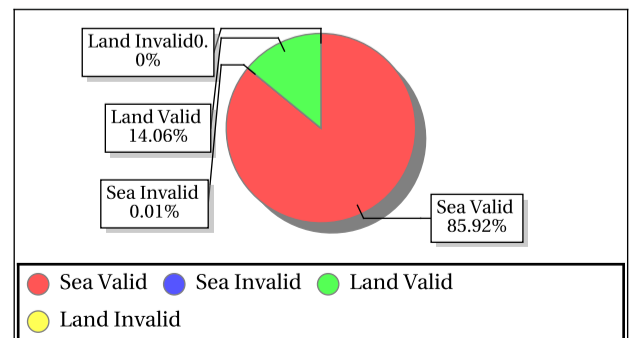 Land Invalid0.
0%
Land Valid
14.06%
Sea Invalid
0.01%
Sea Valid
85.92%
Sea Valid Sea Invalid Land Valid
Land Invalid